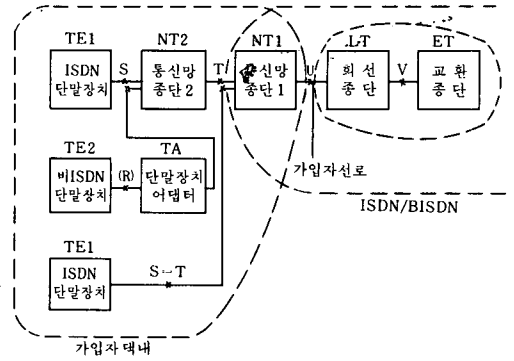 TE1 NT2 NT1 LT ET
ISDN
단말장치
S
통신망
종단 2
T
통신망
종단 1
U
회선
종단
V
교환
종단
TE2 TA
비ISDN
단말장치
(R)
단말장치
어댑터
가입자선로
ISDN/BISDN
TE1
ISDN
단말장치
S=T
가입자 댁내